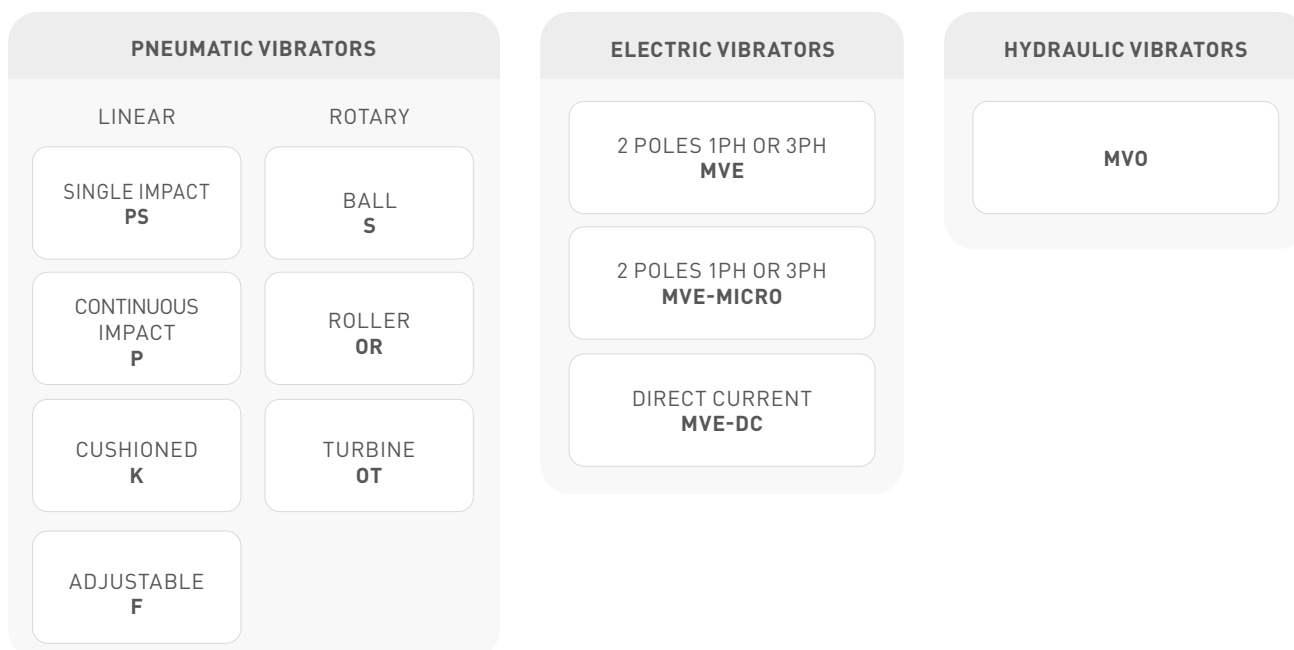 PNEUMATIC VIBRATORS
LINEAR
SINGLE IMPACT
PS
CONTINUOUS
IMPACT
P
CUSHIONED
K
ADJUSTABLE
F
ROTARY
BALL
S
ROLLER
OR
TURBINE
OT
ELECTRIC VIBRATORS
2 POLES 1PH OR 3PH
MVE
2 POLES 1PH OR 3PH
MVE-MICRO
DIRECT CURRENT
MVE-DC
HYDRAULIC VIBRATORS
MVO